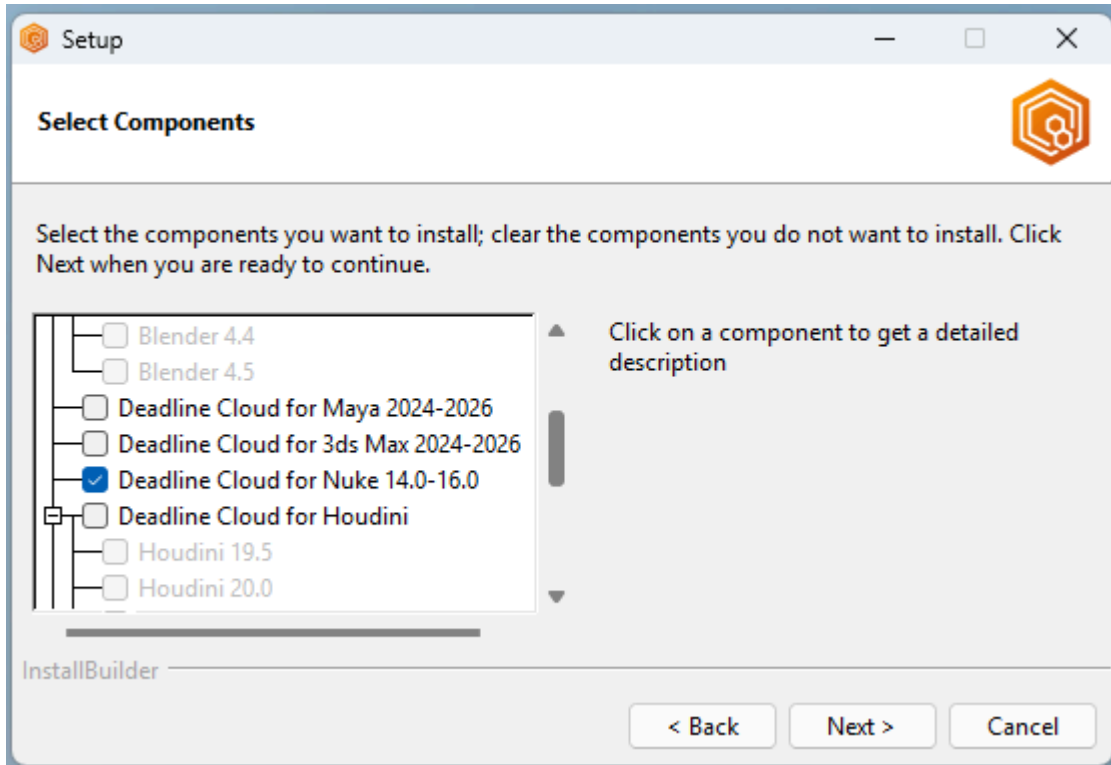 Setup
Select Components
Select the components you want to install; clear the components you do not want to install. Click
Next when you are ready to continue.
Blender 4.4
Blender 4.5
Deadline Cloud for Maya 2024-2026
Deadline Cloud for 3ds Max 2024-2026
Deadline Cloud for Nuke 14.0-16.0
Deadline Cloud for Houdini
Houdini 19.5
Houdini 20.0
Click on a component to get a detailed
description
InstallBuilder
< Back
Next >
Cancel